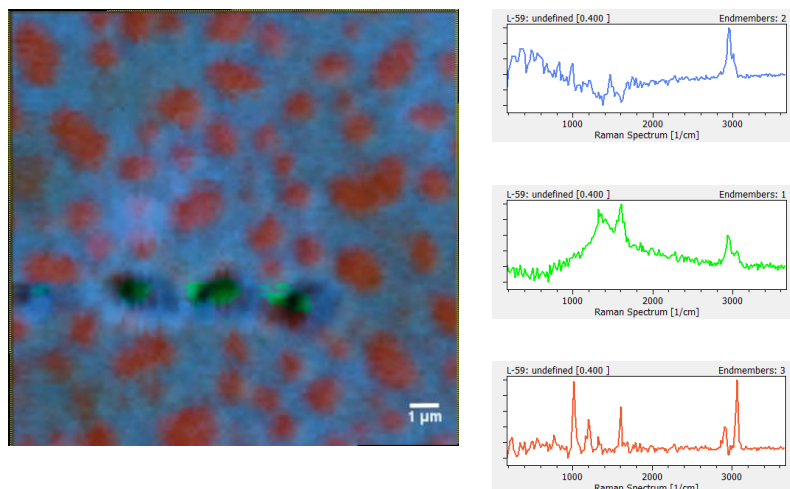 L-59: undefined [0.400 ] Endmembers: 2
1000 2000 3000
Raman Spectrum [1/cm]
L-59: undefined [0.400 ] Endmembers: 1
1000 2000 3000
Raman Spectrum [1/cm]
L-59: undefined [0.400 ] Endmembers: 3
1000 2000 3000
Raman Spectrum [1/cm]
1 μm